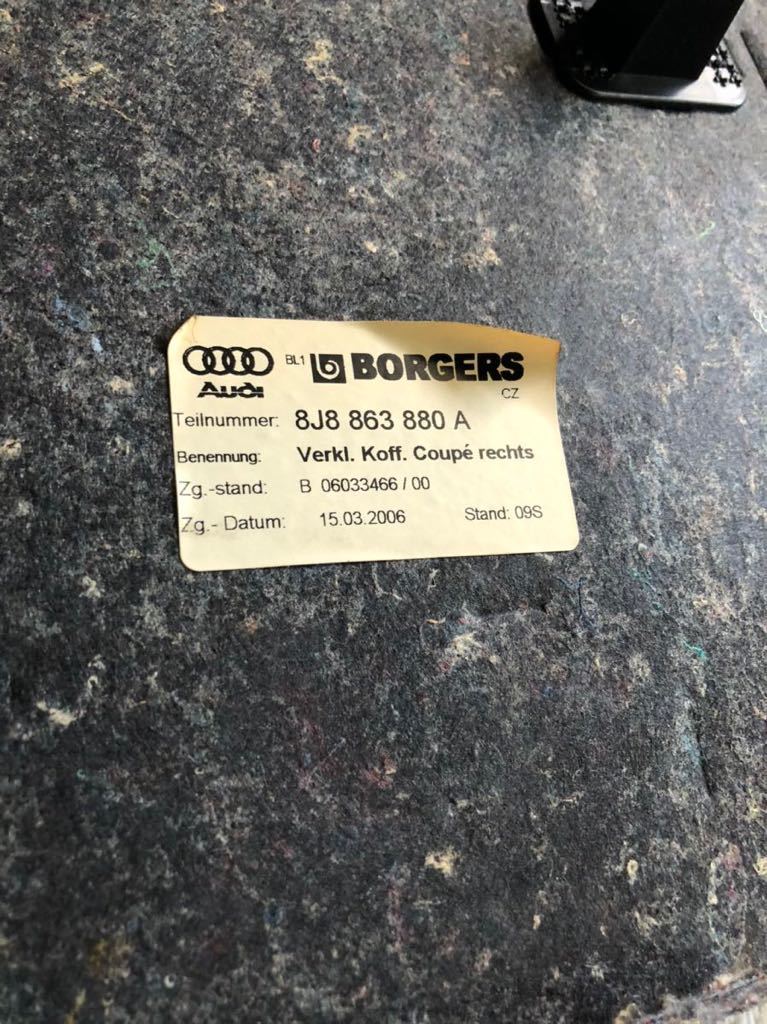 BL1 BORGERS
Audi
CZ
Teilnummer: 8J8 863 880 A
Benennung: Verkl. Koff. Coupé rechts
Zg.-stand: B 06033466 / 00
Zg.- Datum: 15.03.2006 Stand: 09S